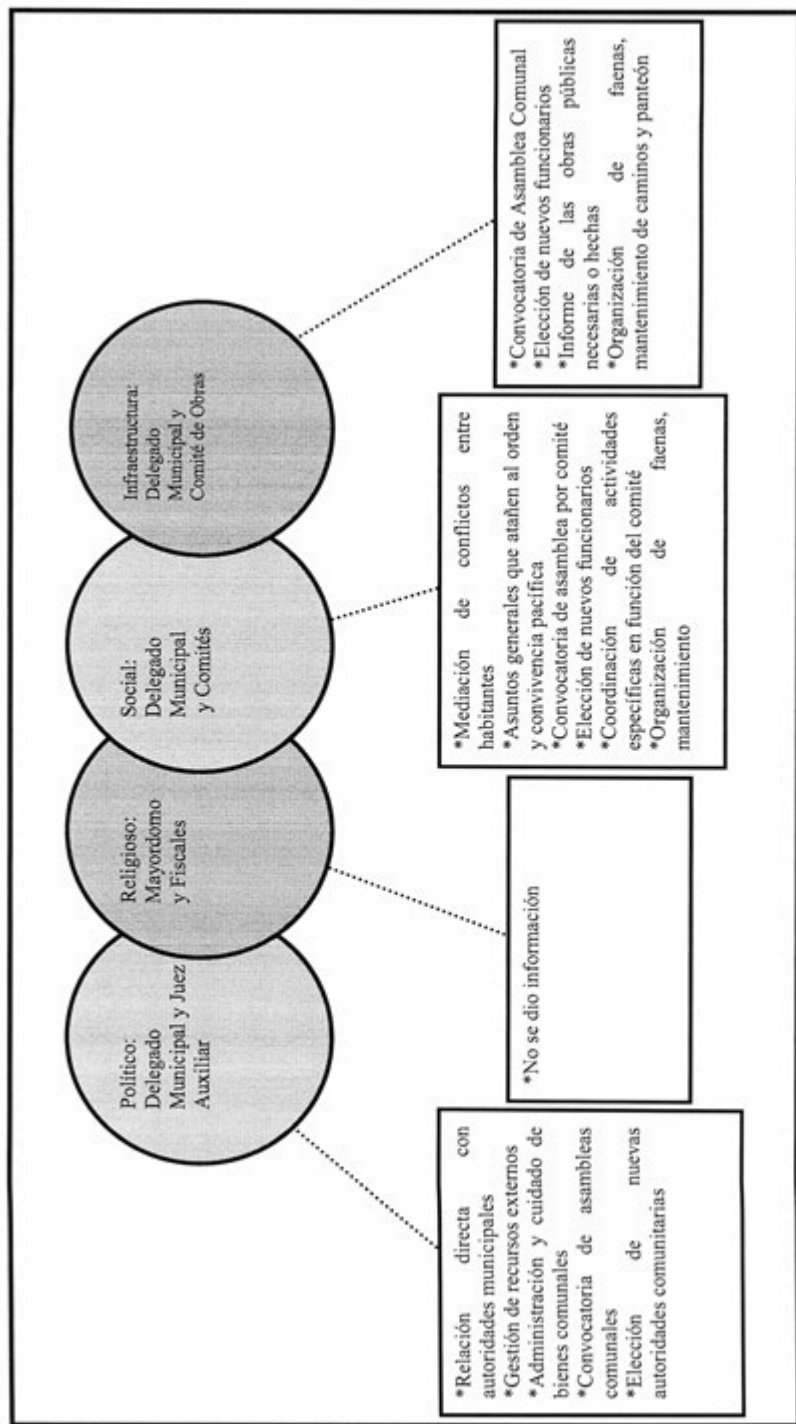 Político:
Delegado
Municipal y Juez
Auxiliar
Religioso:
Mayordomo
y Fiscales
Social:
Delegado
Municipal
y Comités
Infraestructura:
Delegado
Municipal y
Comité de Obras
*Relación directa con
autoridades municipales
*Gestión de recursos externos
*Administración y cuidado de
bienes comunales
*Convocatoria de asambleas
comunales
*Elección de nuevas
autoridades comunitarias
*No se dio información
*Mediación de conflictos entre
habitantes
*Asuntos generales que atañen al orden
y convivencia pacífica
*Convocatoria de asamblea por comité
*Elección de nuevos funcionarios
*Coordinación de actividades
específicas en función del comité
*Organización de faenas,
mantenimiento
*Convocatoria de Asamblea Comunal
*Elección de nuevos funcionarios
*Informe de las obras públicas
necesarias o hechas
*Organización de faenas,
mantenimiento de caminos y panteón